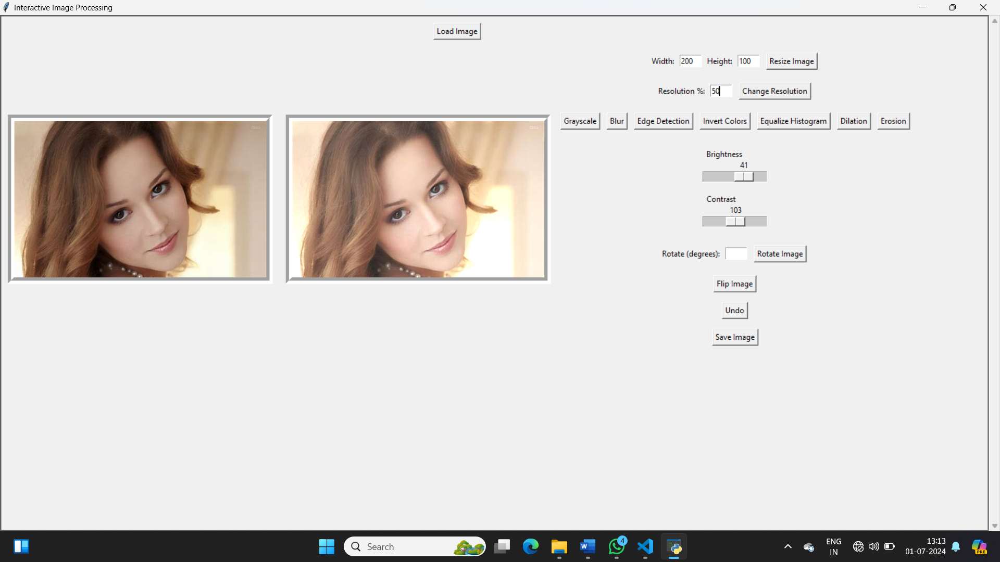 Interactive Image Processing
Load Image
Width: 200 Height: 100 Resize Image
Resolution %: 50 Change Resolution
Grayscale Blur Edge Detection Invert Colors Equalize Histogram Dilation Erosion
Brightness
41
Contrast
103
Rotate (degrees): Rotate Image
Flip Image
Undo
Save Image
Search
4
ENG
IN
13:13
01-07-2024
PRE